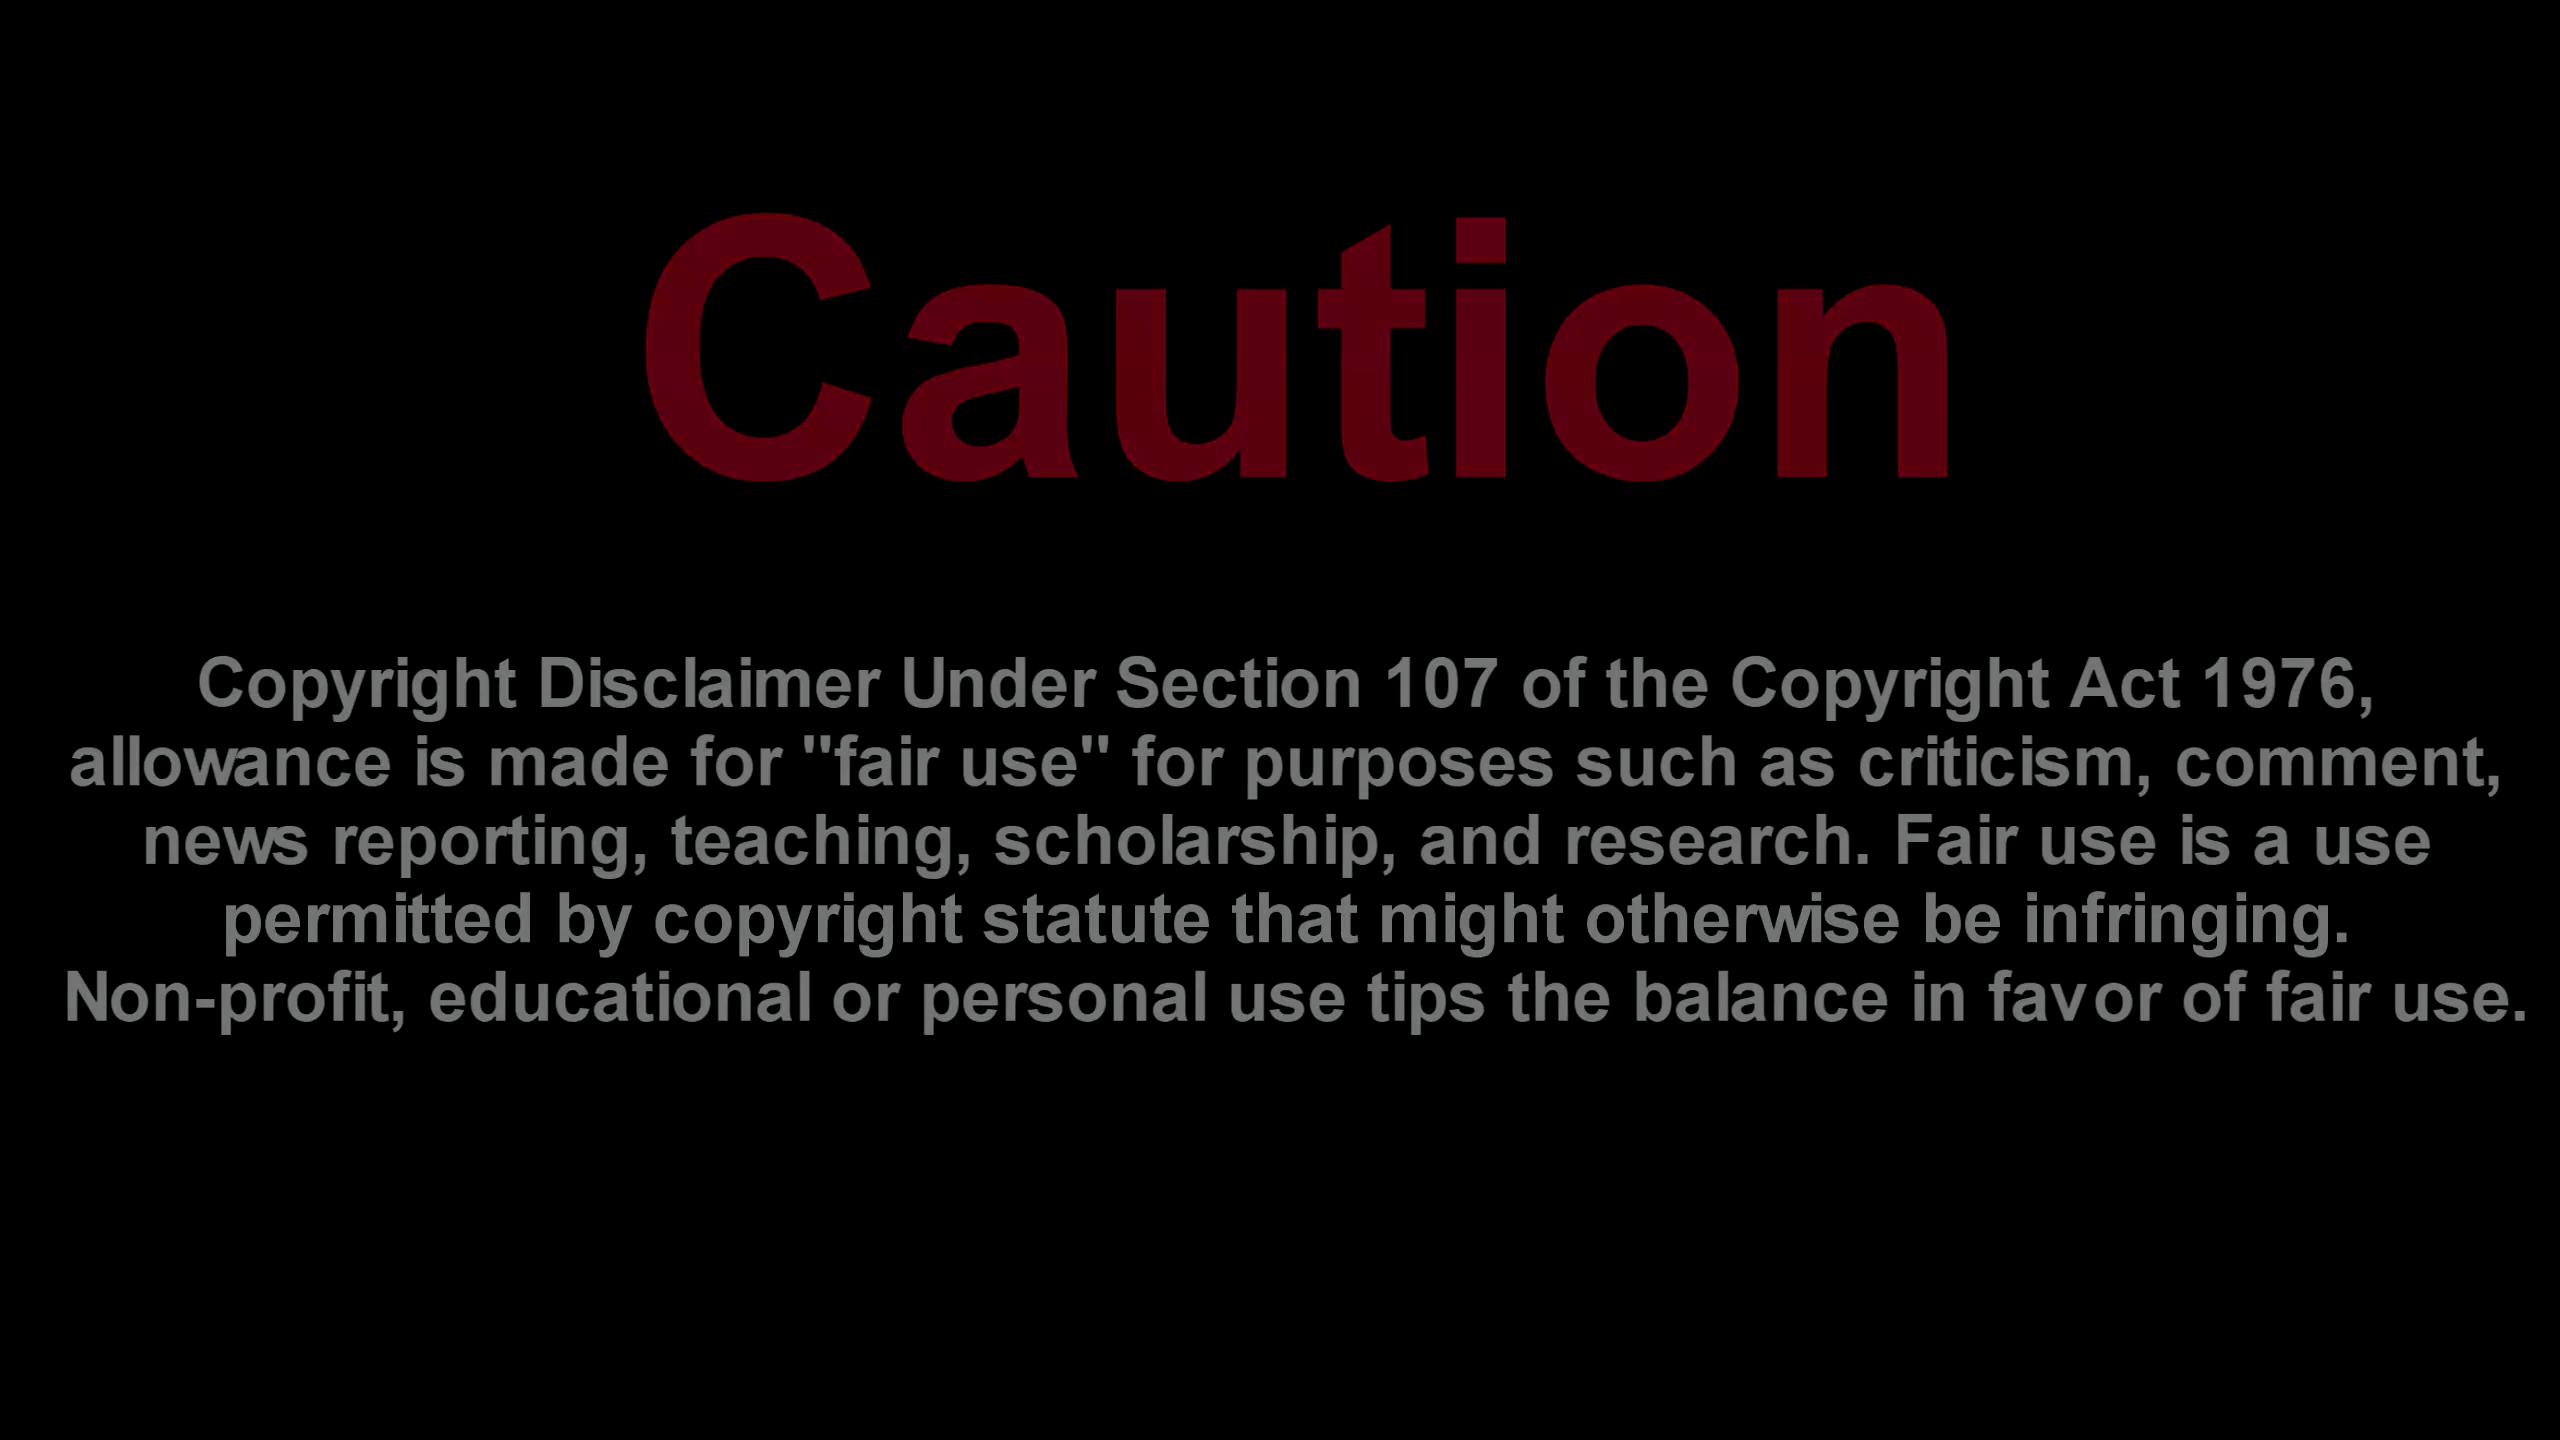 Caution
Copyright Disclaimer Under Section 107 of the Copyright Act 1976,
allowance is made for "fair use" for purposes such as criticism, comment,
news reporting, teaching, scholarship, and research. Fair use is a use
permitted by copyright statute that might otherwise be infringing.
Non-profit, educational or personal use tips the balance in favor of fair use.